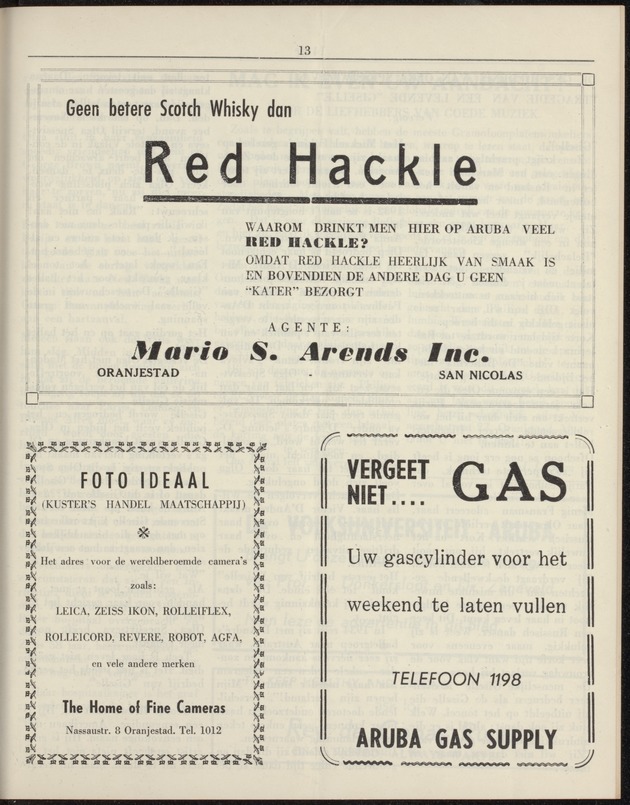 13
Geen betere Scotch Whisky dan
Red Hackle
WAAROM DRINKT MEN HIER OP ARUBA VEEL
RED HACKLE?
OMDAT RED HACKLE HEERLIJK VAN SMAAK IS
EN BOVENDIEN DE ANDERE DAG U GEEN
“KATER” BEZORGT
AGENTE:
Mario S. Arends Inc.
ORANJESTAD - SAN NICOLAS
FOTO IDEAAL
(KUSTER'S HANDEL MAATSCHAPPIJ)
Het adres voor de wereldberoemde camera's
zoals:
LEICA, ZEISS IKON, ROLLEIFLEX,
ROLLEICORD, REVERE, ROBOT, AGFA,
en vele andere merken
The Home of Fine Cameras
Nassaustr. 8 Oranjestad. Tel. 1012
VERGEET
NIET.... GAS
Uw gascylinder voor het
weekend te laten vullen
TELEFOON 1198
ARUBA GAS SUPPLY